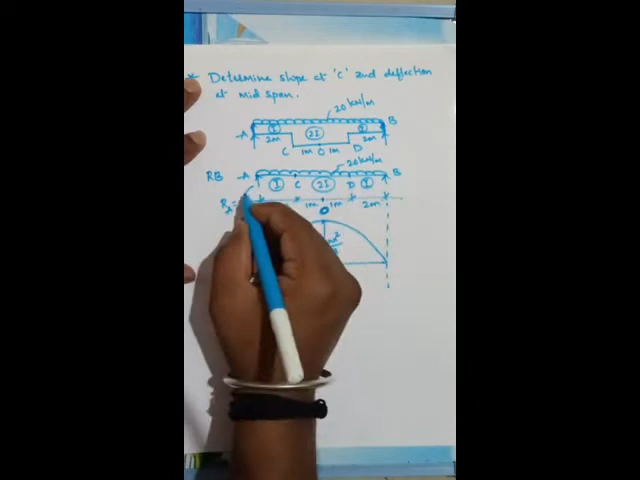 * Determine slope at 'C' and deflection
at mid span.
20 kN/m
A I 2I I B
2m 2m
C 1m O 1m D
20 kN/m
RB A B
I C 2I D I
1m 1m 2m
O